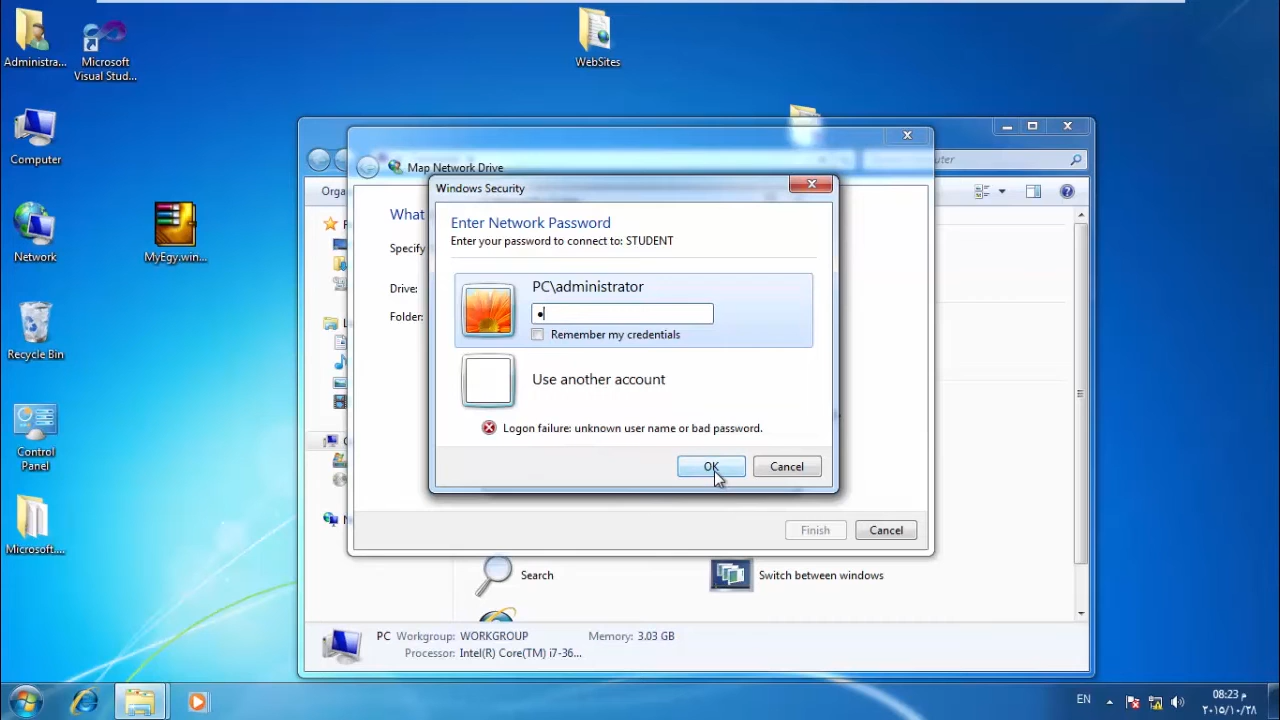 Administra...
Microsoft
Visual Stud...
WebSites
Computer
MyEgy.win...
Network
Recycle Bin
Control
Panel
Microsoft....
Orga
Map Network Drive
What
Specify
Drive:
Folder:
Windows Security
Enter Network Password
Enter your password to connect to: STUDENT
PC\administrator
Remember my credentials
Use another account
Logon failure: unknown user name or bad password.
OK
Cancel
Finish
Cancel
Search
Switch between windows
PC Workgroup: WORKGROUP Memory: 3.03 GB
Processor: Intel(R) Core(TM) i7-36...
EN
08:23 م
٢٠١٥/١٠/٢٨